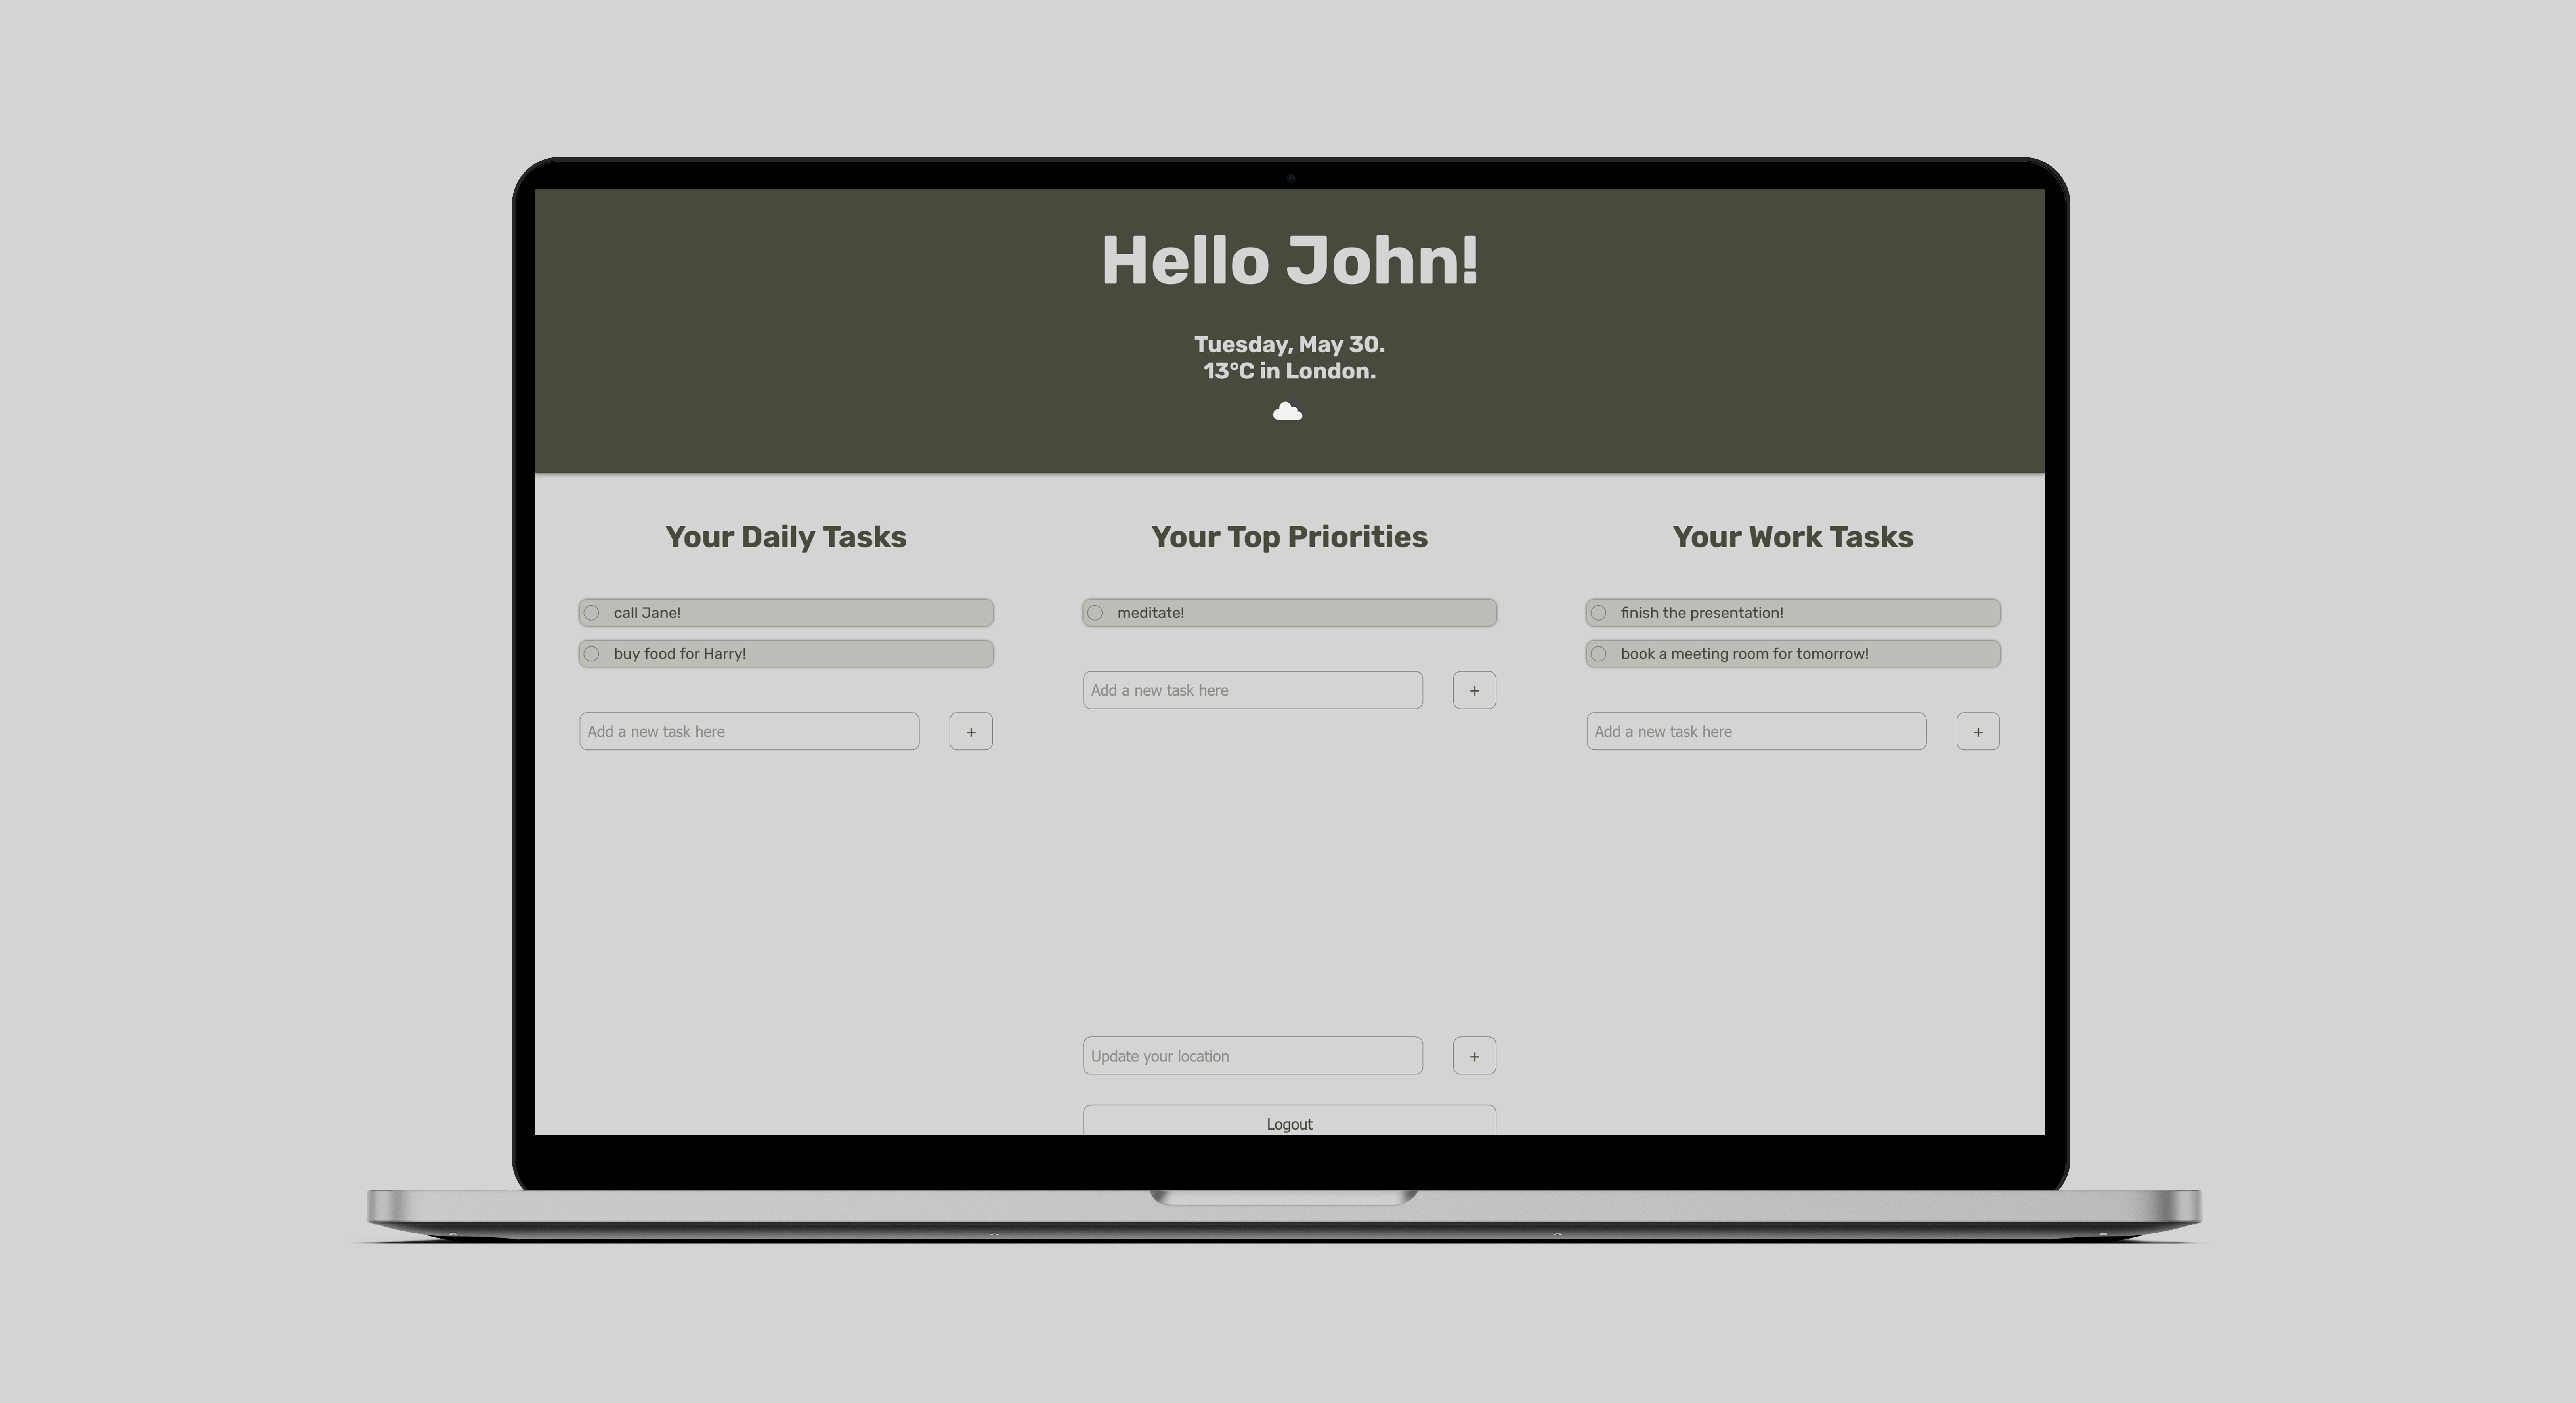 Hello John!
Tuesday, May 30.
13°C in London.
Your Daily Tasks
call Jane!
buy food for Harry!
Add a new task here
+
Your Top Priorities
meditate!
Add a new task here
+
Your Work Tasks
finish the presentation!
book a meeting room for tomorrow!
Add a new task here
+
Update your location
+
Logout